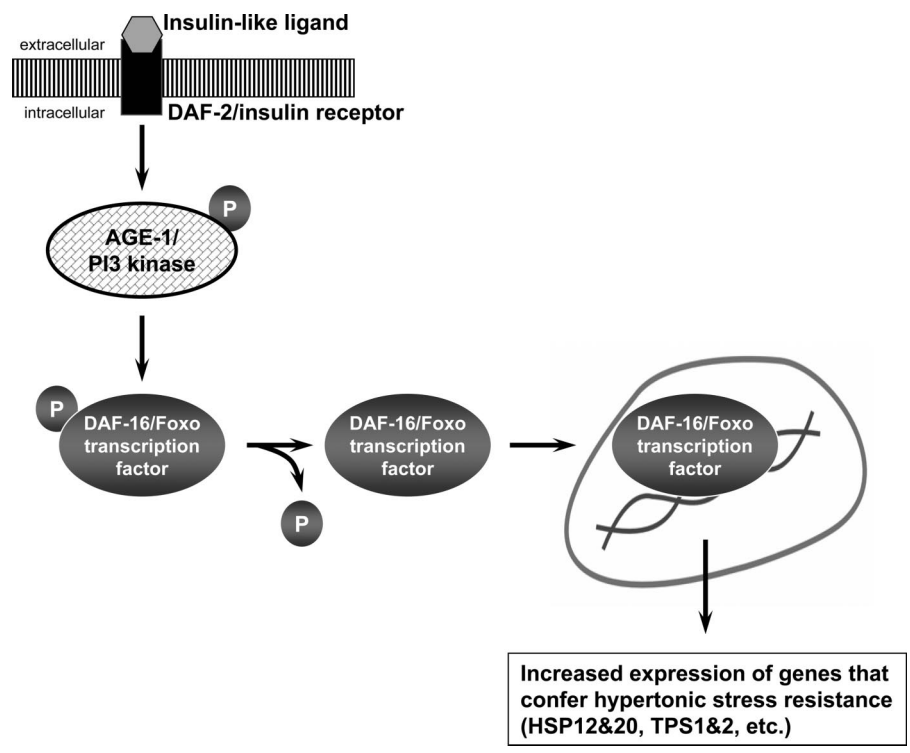 Insulin-like ligand
extracellular
intracellular
DAF-2/insulin receptor
P
AGE-1/
PI3 kinase
P
DAF-16/Foxo
transcription
factor
P
DAF-16/Foxo
transcription
factor
DAF-16/Foxo
transcription
factor
Increased expression of genes that
confer hypertonic stress resistance
(HSP12&20, TPS1&2, etc.)